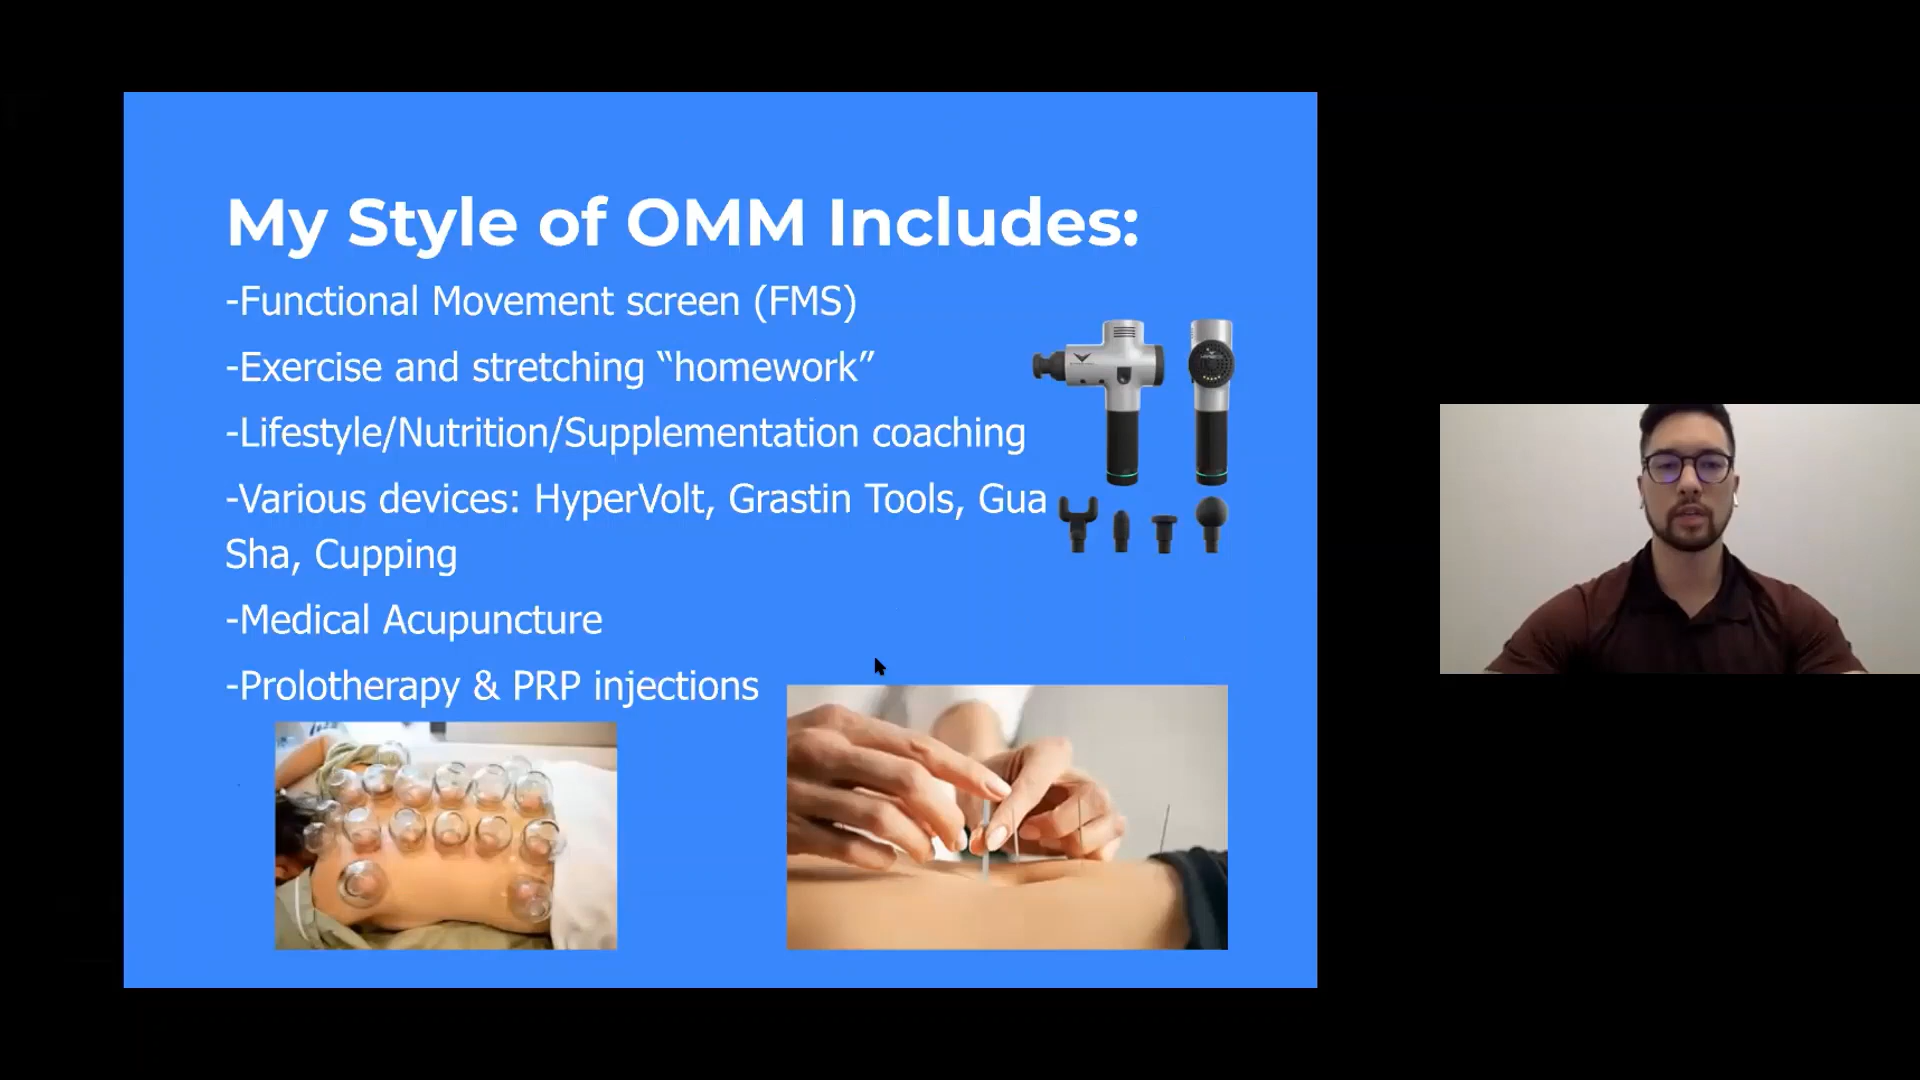 My Style of OMM Includes:
-Functional Movement screen (FMS)
-Exercise and stretching “homework”
-Lifestyle/Nutrition/Supplementation coaching
-Various devices: HyperVolt, Grastin Tools, Gua
Sha, Cupping
-Medical Acupuncture
-Prolotherapy & PRP injections